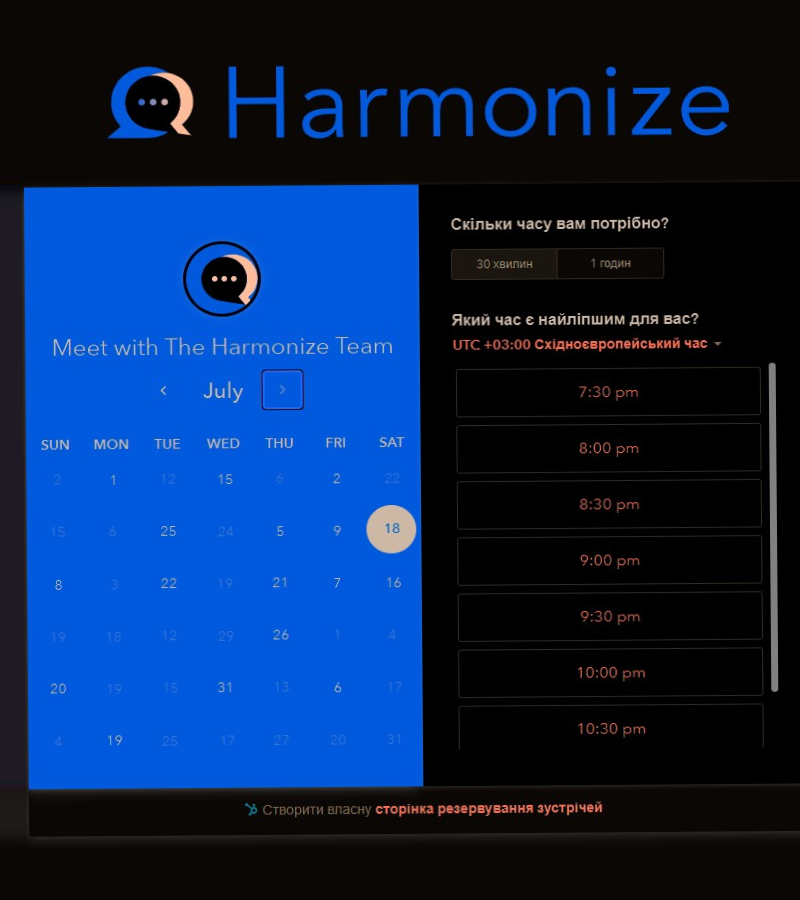 Harmonize
Meet with The Harmonize Team
July
SUN MON TUE WED THU FRI SAT
2 1 12 15 6 2 22
15 6 25 24 5 9 18
8 3 22 19 21 7 16
19 18 12 29 26 1 4
20 19 15 31 13 6 17
4 19 25 17 27 20 31
Скільки часу вам потрібно?
30 хвилин 1 годин
Який час є найліпшим для вас?
UTC +03:00 Східноєвропейський час
7:30 pm
8:00 pm
8:30 pm
9:00 pm
9:30 pm
10:00 pm
10:30 pm
Створити власну сторінка резервування зустрічей